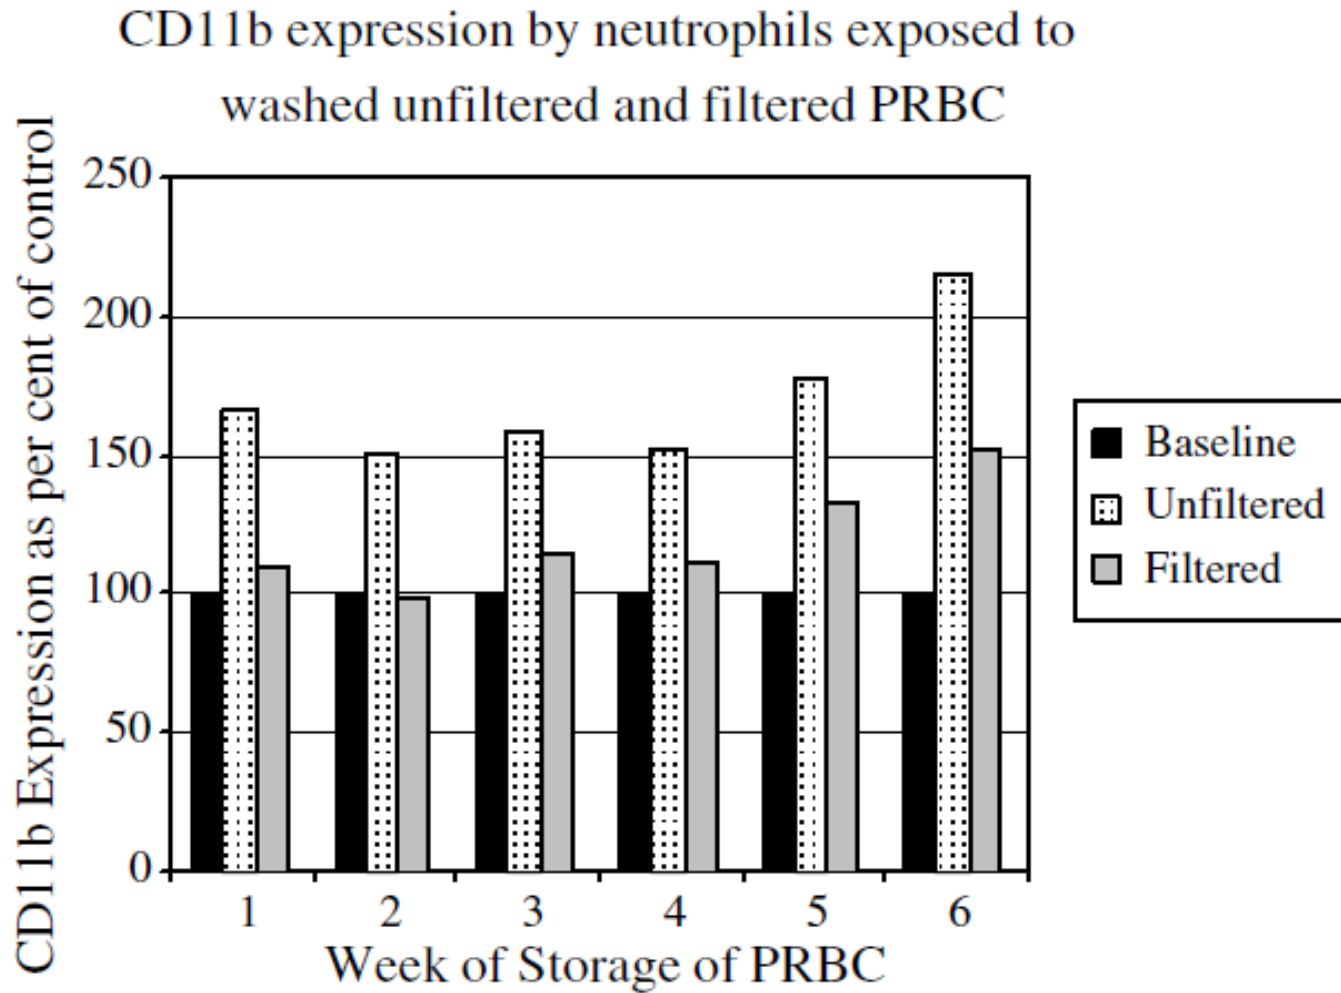 CD11b expression by neutrophils exposed to
washed unfiltered and filtered PRBC
CD11b Expression as per cent of control
250
200
150
100
50
0
1 2 3 4 5 6
Week of Storage of PRBC
Baseline
Unfiltered
Filtered